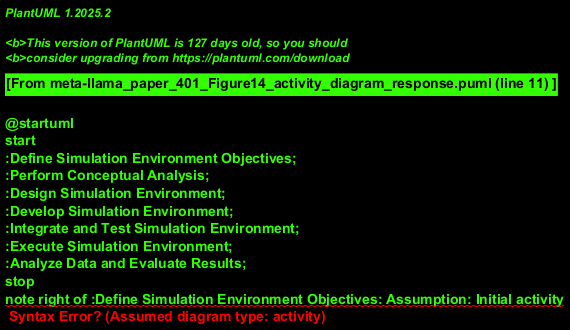 PlantUML 1.2025.2
<b>This version of PlantUML is 127 days old, so you should
<b>consider upgrading from https://plantuml.com/download
[From meta-llama_paper_401_Figure14_activity_diagram_response.puml (line 11) ]
@startuml
start
:Define Simulation Environment Objectives;
:Perform Conceptual Analysis;
:Design Simulation Environment;
:Develop Simulation Environment;
:Integrate and Test Simulation Environment;
:Execute Simulation Environment;
:Analyze Data and Evaluate Results;
stop
note right of :Define Simulation Environment Objectives: Assumption: Initial activity
Syntax Error? (Assumed diagram type: activity)